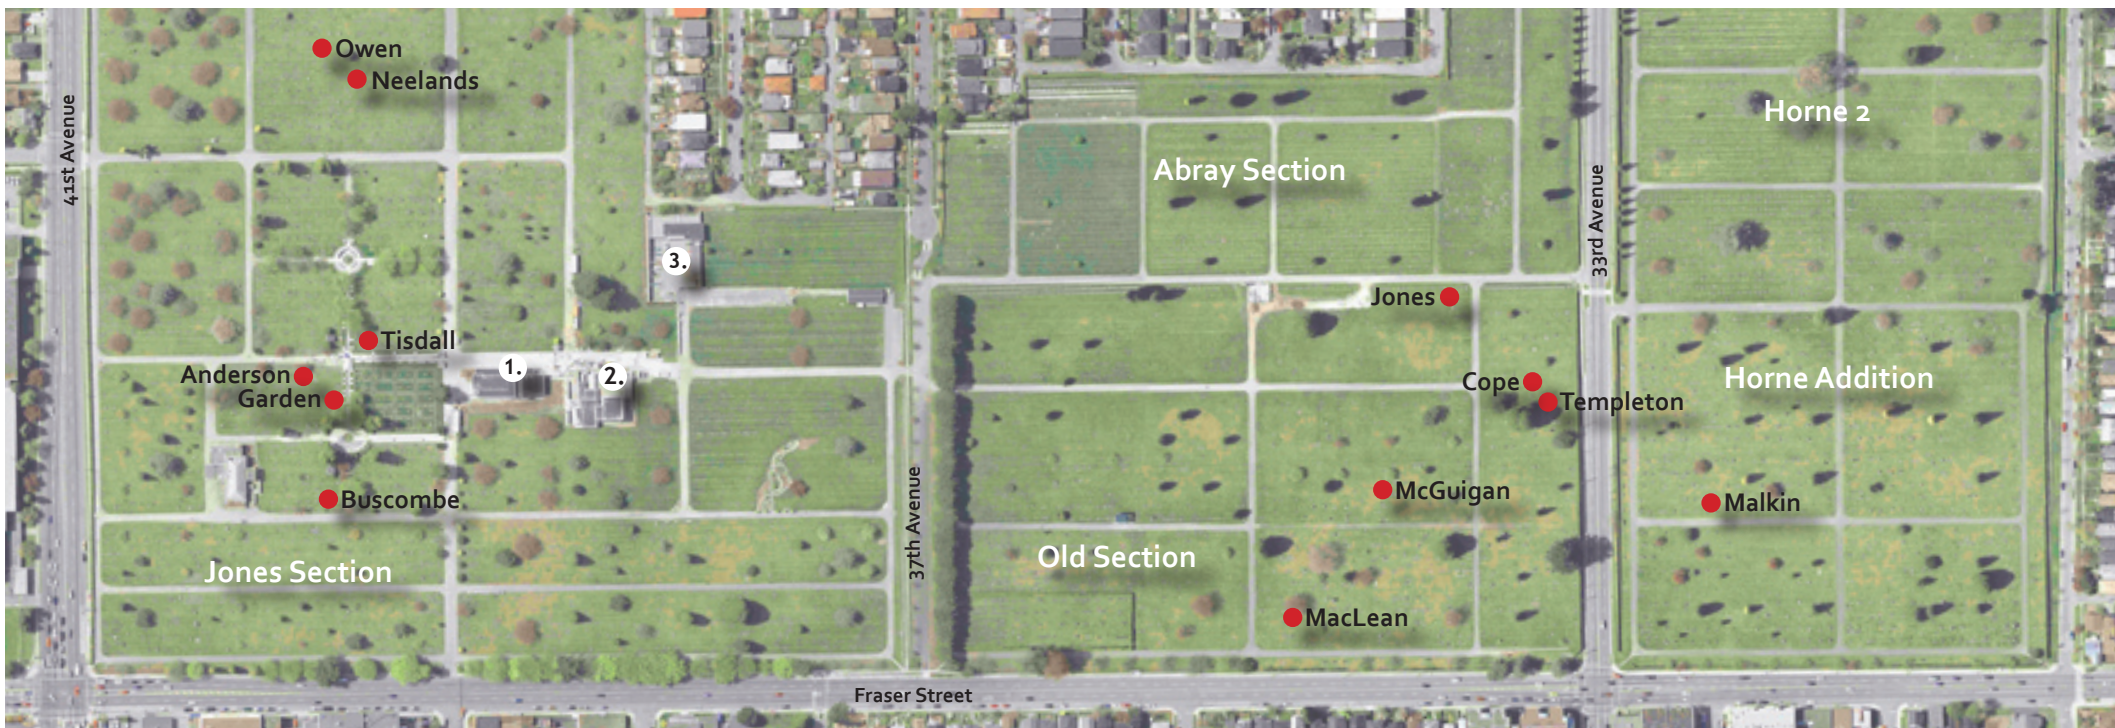 Owen
Neelands
41st Avenue
Horne 2
Abray Section
33rd Avenue
3.
Jones
Tisdall
1.
2.
Anderson
Garden
Cope
Templeton
Horne Addition
Buscombe
McGuigan
Malkin
37th Avenue
Jones Section
Old Section
MacLean
Fraser Street